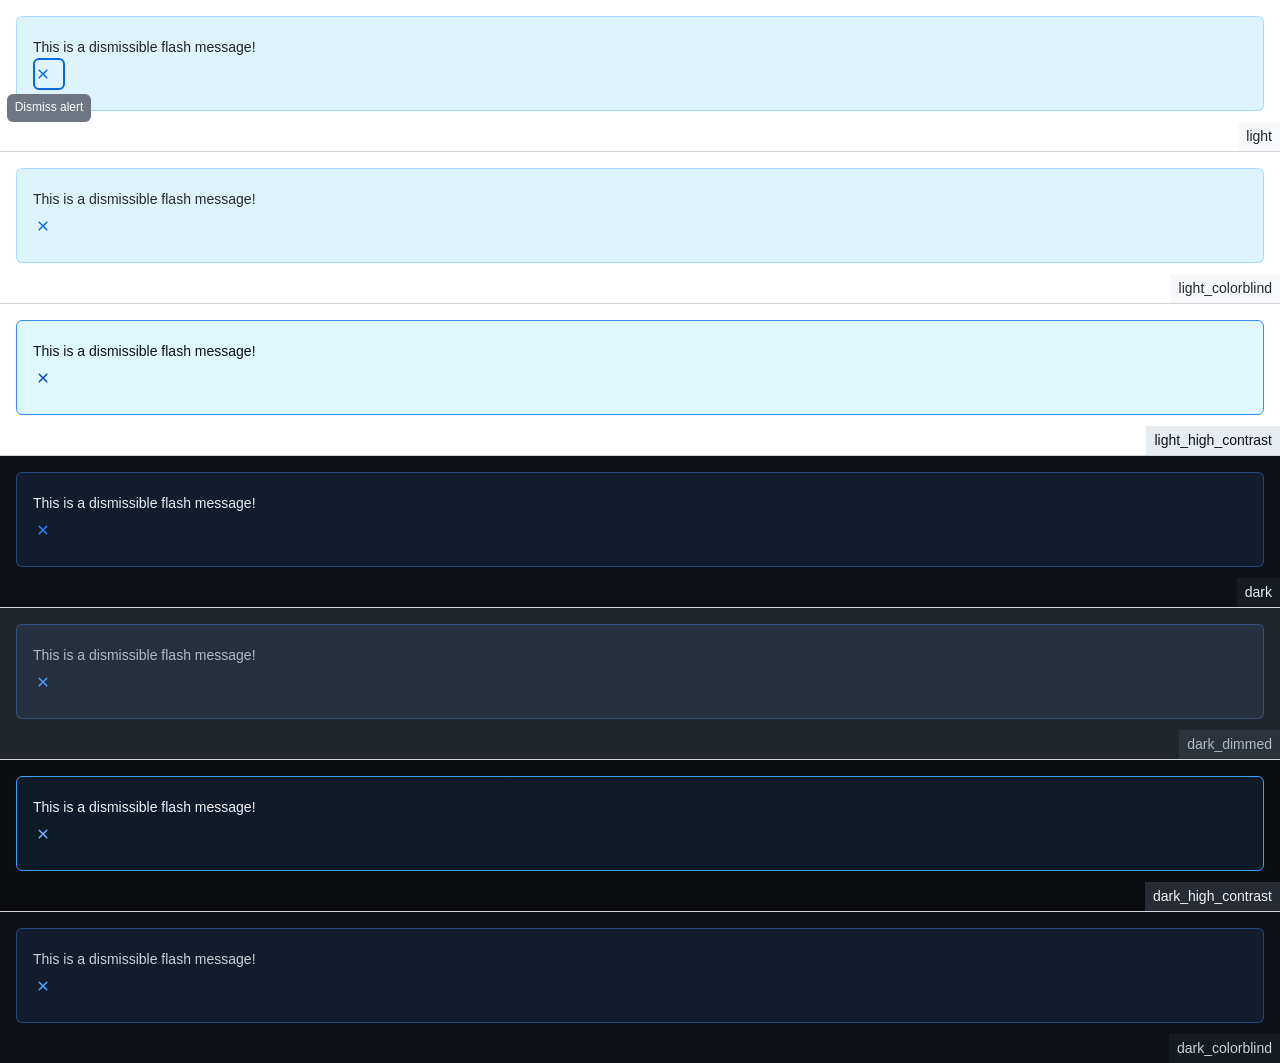 This is a dismissible flash message!
Dismiss alert
light
This is a dismissible flash message!
light_colorblind
This is a dismissible flash message!
light_high_contrast
This is a dismissible flash message!
dark
This is a dismissible flash message!
dark_dimmed
This is a dismissible flash message!
dark_high_contrast
This is a dismissible flash message!
dark_colorblind